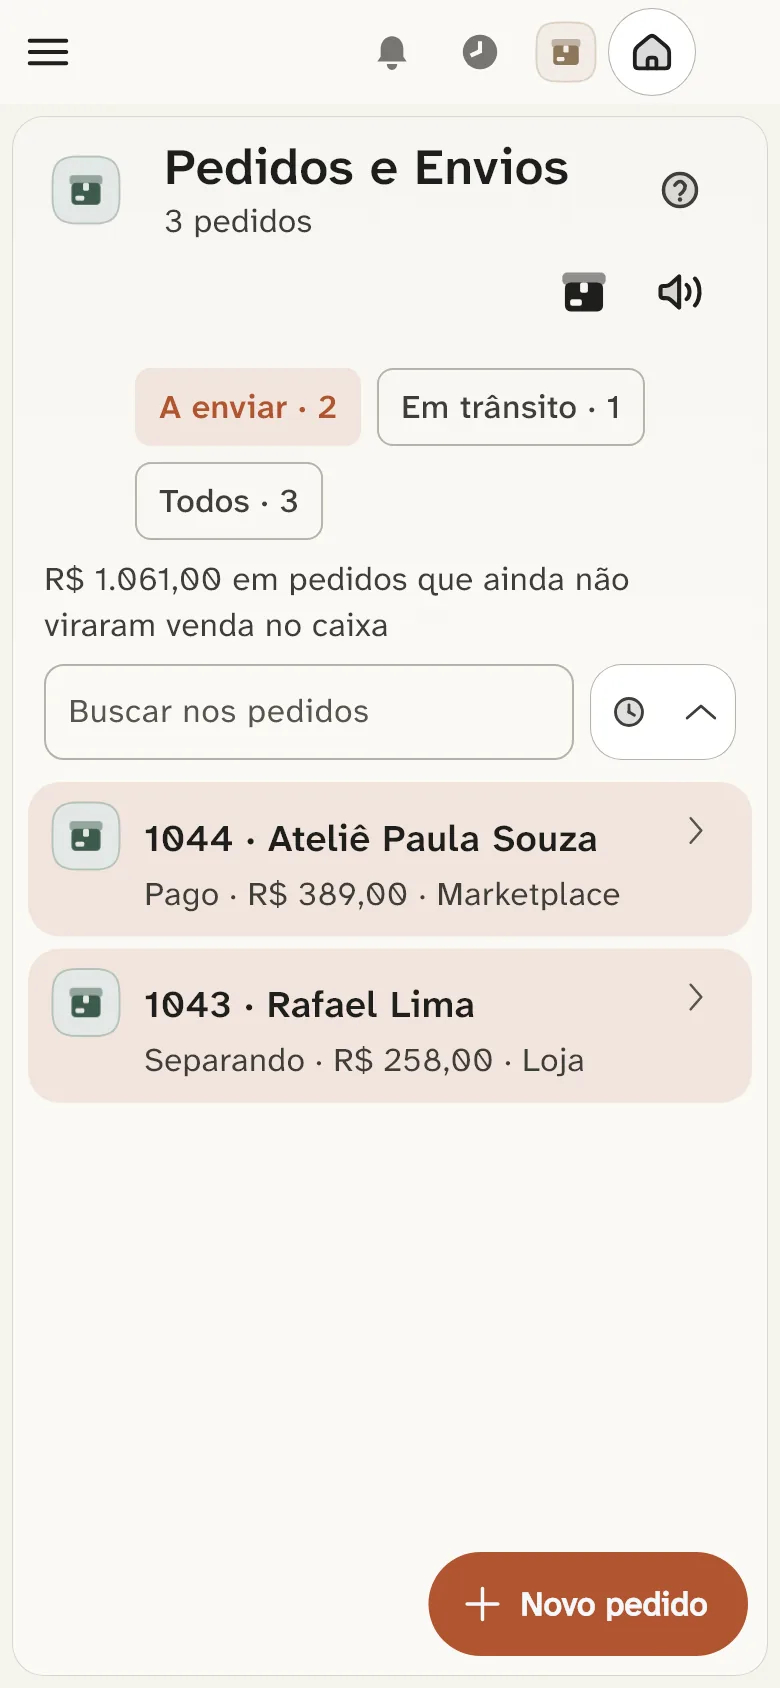 Pedidos e Envios
3 pedidos
A enviar · 2
Em trânsito · 1
Todos · 3
R$ 1.061,00 em pedidos que ainda não
viraram venda no caixa
Buscar nos pedidos
1044 · Ateliê Paula Souza
Pago · R$ 389,00 · Marketplace
1043 · Rafael Lima
Separando · R$ 258,00 · Loja
Novo pedido